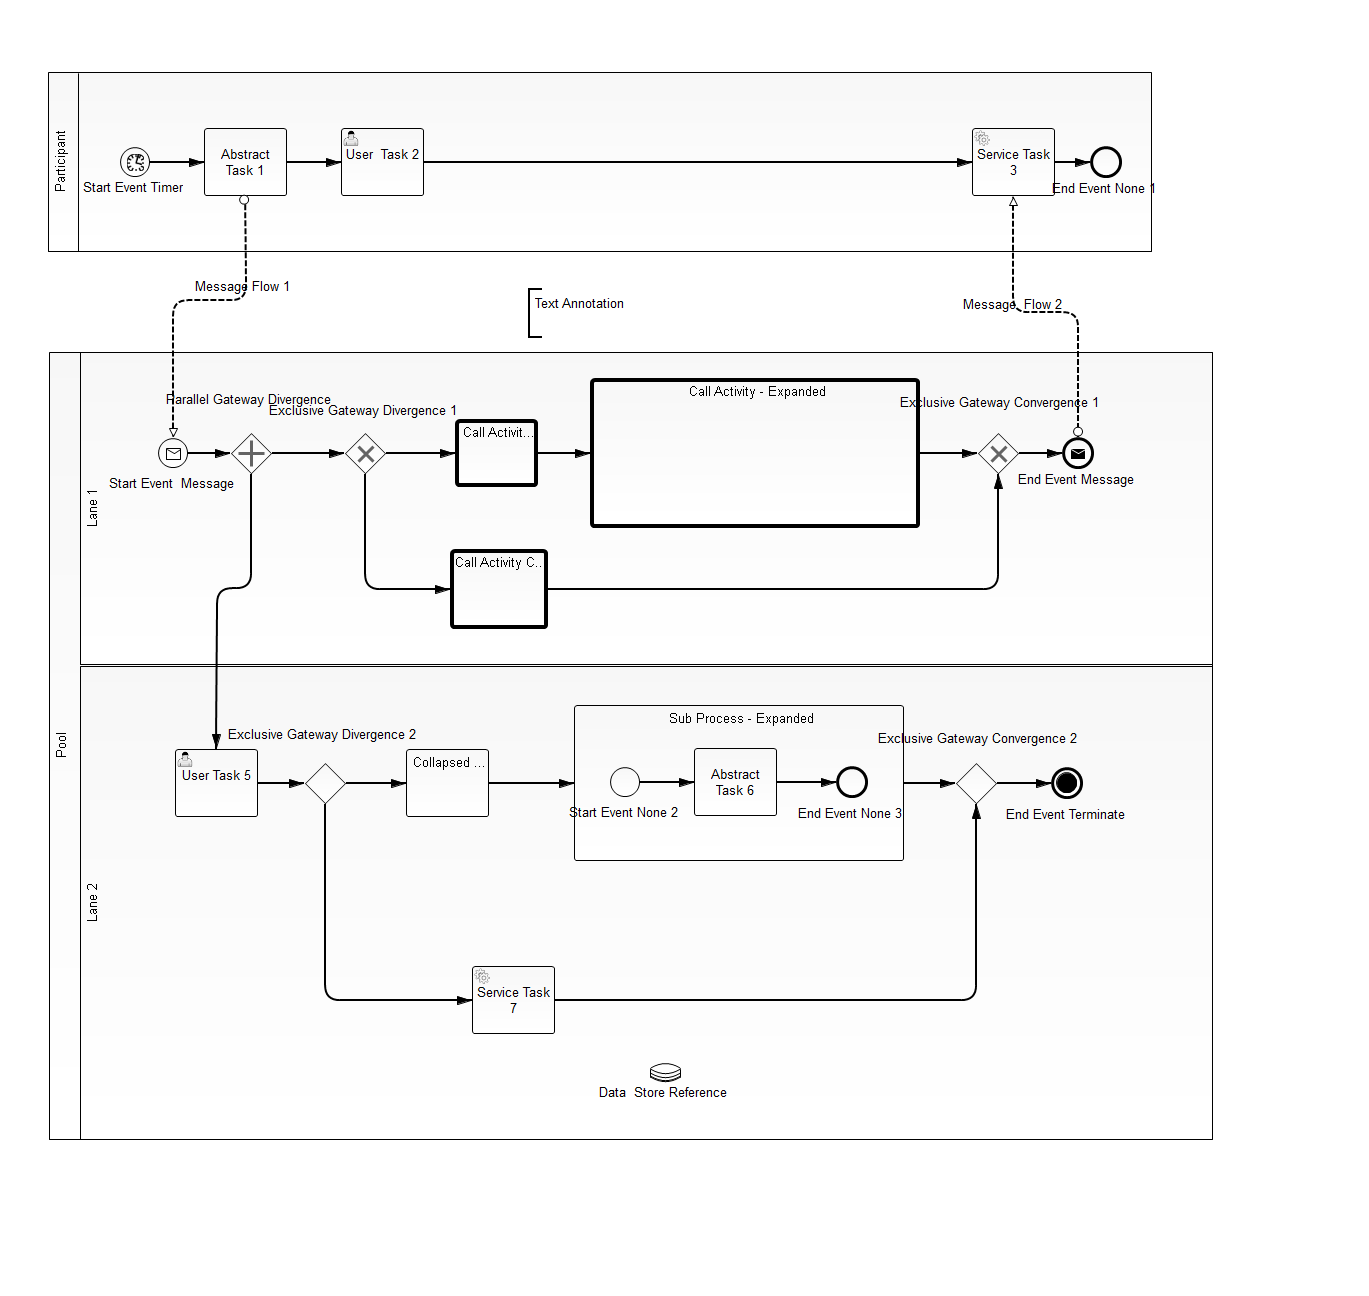 Participant
Start Event Timer
Abstract
Task 1
User  Task 2
Service Task
3
End Event None 1
Message Flow 1
Text Annotation
Message  Flow 2
Pool
Lane 1
Parallel Gateway Divergence
Exclusive Gateway Divergence 1
Call Activit...
Call Activity - Expanded
Exclusive Gateway Convergence 1
Start Event  Message
End Event Message
Call Activity C...
Lane 2
Exclusive Gateway Divergence 2
User Task 5
Collapsed ...
Sub Process - Expanded
Start Event None 2
Abstract
Task 6
End Event None 3
Exclusive Gateway Convergence 2
End Event Terminate
Service Task
7
Data  Store Reference